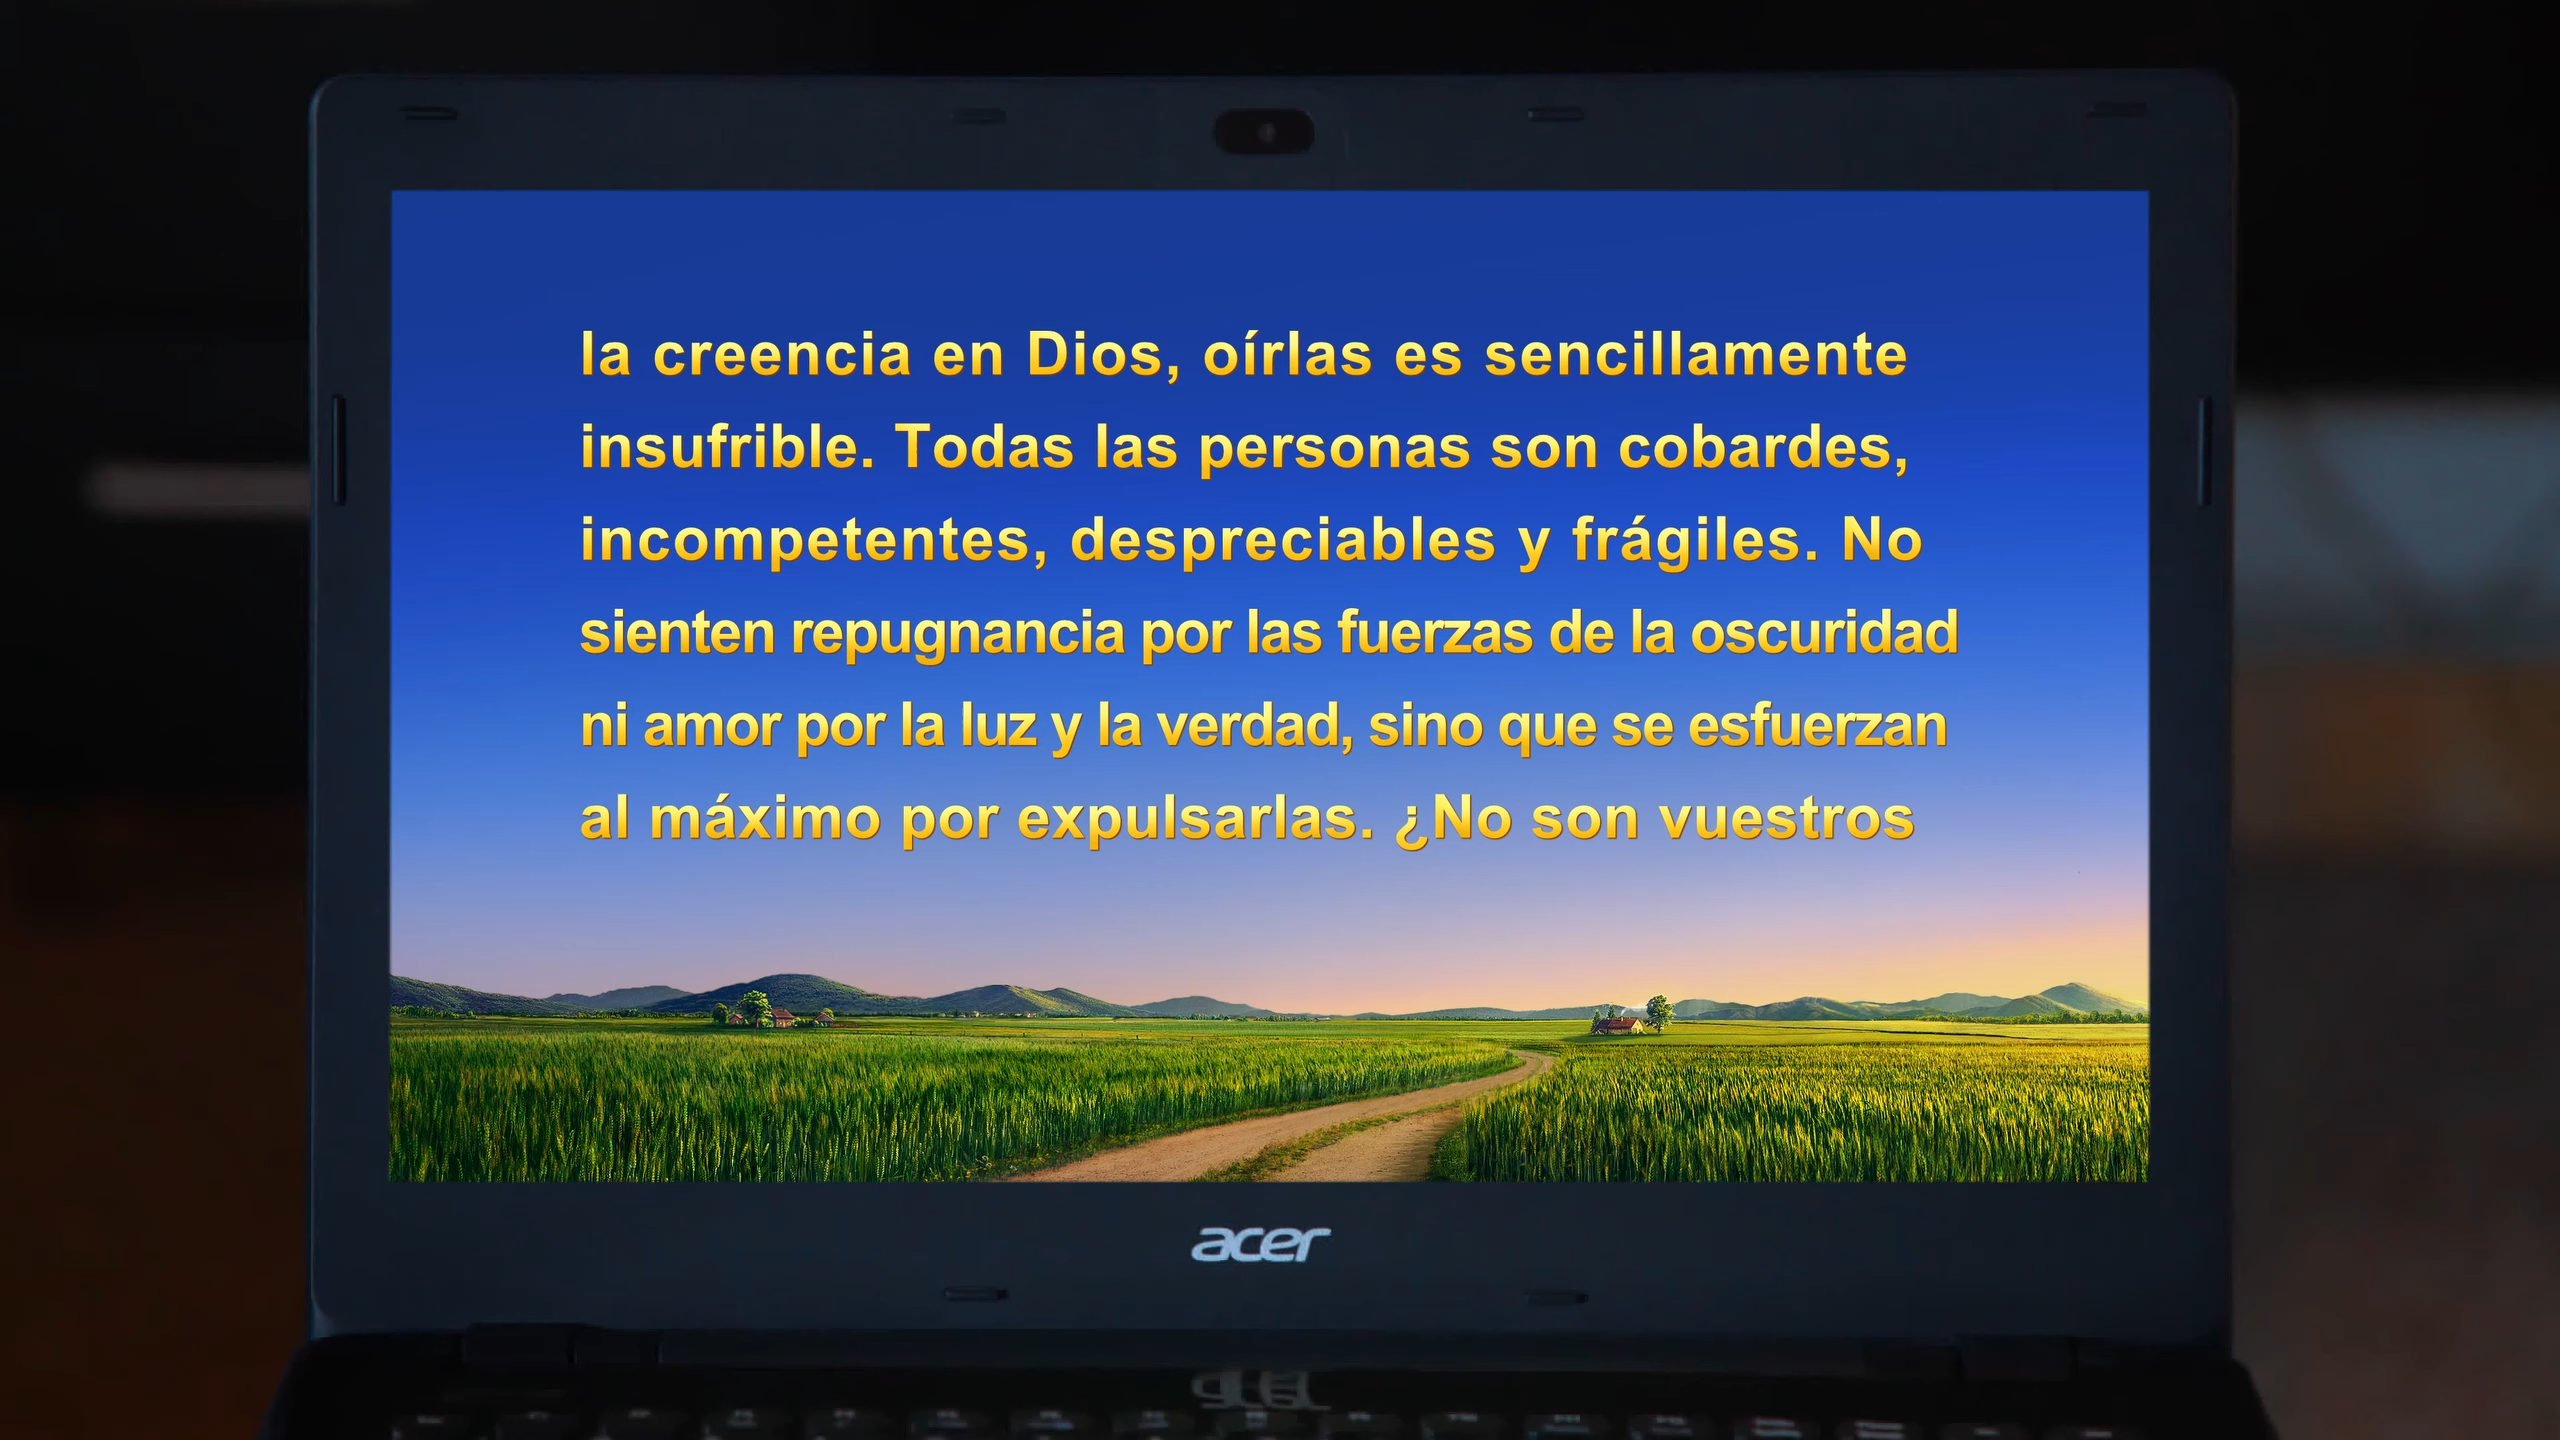 la creencia en Dios, oírlas es sencillamente
insufrible. Todas las personas son cobardes,
incompetentes, despreciables y frágiles. No
sienten repugnancia por las fuerzas de la oscuridad
ni amor por la luz y la verdad, sino que se esfuerzan
al máximo por expulsarlas. ¿No son vuestros
acer